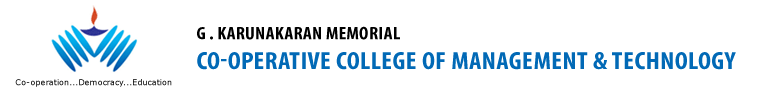 G . KARUNAKARAN MEMORIAL
CO-OPERATIVE COLLEGE OF MANAGEMENT & TECHNOLOGY
Co-operation...Democracy...Education